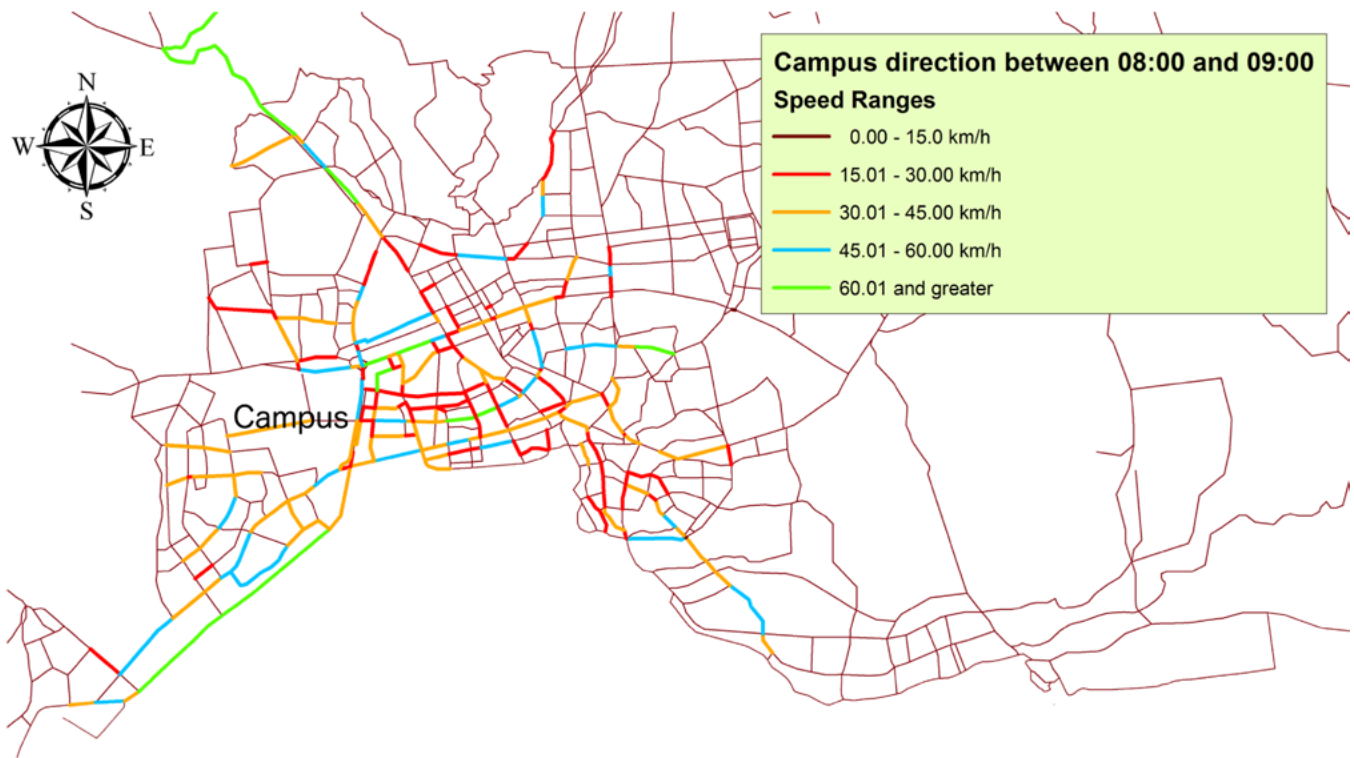 Campus direction between 08:00 and 09:00
Speed Ranges
0.00 - 15.0 km/h
15.01 - 30.00 km/h
30.01 - 45.00 km/h
45.01 - 60.00 km/h
60.01 and greater
N
W E
S
Campus